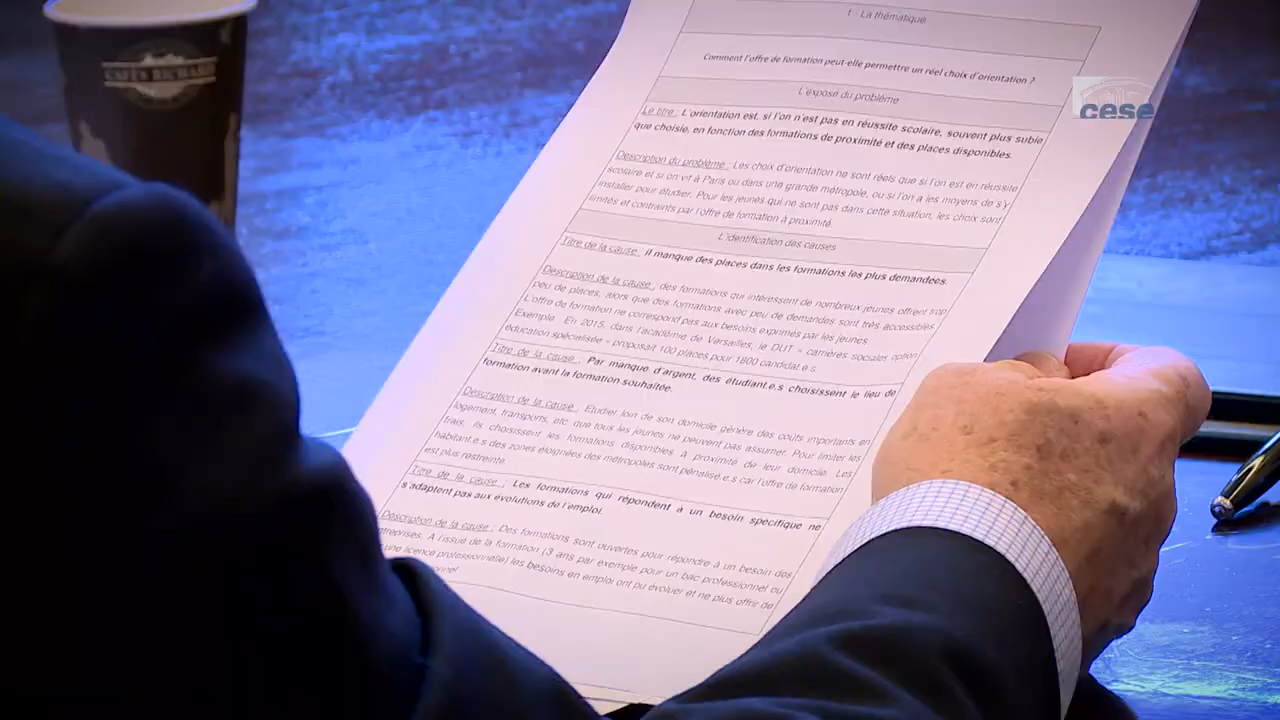 CAFÉS RICHARD
cese
1 - La thématique
Comment l'offre de formation peut-elle permettre un réel choix d'orientation ?
L'exposé du problème
Le titre : L'orientation est, si l'on n'est pas en réussite scolaire, souvent plus subie
que choisie, en fonction des formations de proximité et des places disponibles.
Description du problème : Les choix d'orientation ne sont réels que si l'on est en réussite
scolaire et si on vit à Paris ou dans une grande métropole, ou si l'on a les moyens de s'y
installer pour étudier. Pour les jeunes qui ne sont pas dans cette situation, les choix sont
limités et contraints par l'offre de formation à proximité.
L'identification des causes
Titre de la cause : Il manque des places dans les formations les plus demandées.
Description de la cause : des formations qui intéressent de nombreux jeunes offrent trop
peu de places, alors que des formations avec peu de demandes sont très accessibles.
L'offre de formation ne correspond pas aux besoins exprimés par les jeunes.
Exemple : En 2015, dans l'académie de Versailles, le DUT « carrières sociales option
éducation spécialisée » proposait 100 places pour 1800 candidat.e.s.
Titre de la cause : Par manque d'argent, des étudiant.e.s choisissent le lieu de
formation avant la formation souhaitée.
Description de la cause : Etudier loin de son domicile génère des coûts importants en
logement, transports, etc. que tous les jeunes ne peuvent pas assumer. Pour limiter les
frais, ils choisissent les formations disponibles à proximité de leur domicile. Les
habitant.e.s des zones éloignées des métropoles sont pénalisé.e.s car l'offre de formation
est plus restreinte.
Titre de la cause : Les formations qui répondent à un besoin spécifique ne
s'adaptent pas aux évolutions de l'emploi.
Description de la cause : Des formations sont ouvertes pour répondre à un besoin des
entreprises. A l'issue de la formation (3 ans par exemple pour un bac professionnel ou
une licence professionnelle) les besoins en emploi ont pu évoluer et ne plus offrir de